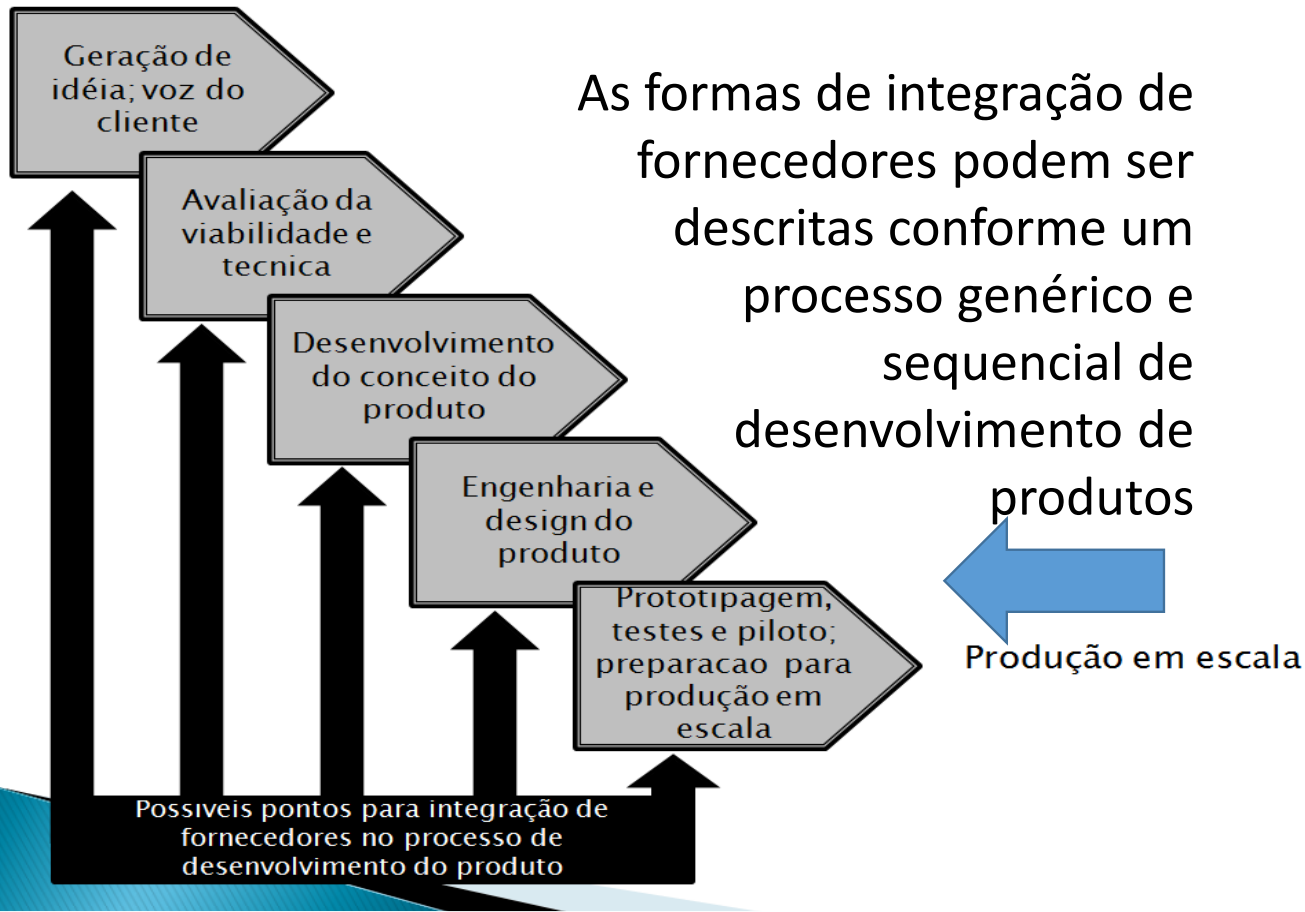 Geração de
idéia; voz do
cliente
Avaliação da
viabilidade e
tecnica
Desenvolvimento
do conceito do
produto
Engenharia e
design do
produto
Prototipagem,
testes e piloto;
preparacao para
produção em
escala
As formas de integração de
fornecedores podem ser
descritas conforme um
processo genérico e
sequencial de
desenvolvimento de
produtos
Produção em escala
Possiveis pontos para integração de
fornecedores no processo de
desenvolvimento do produto